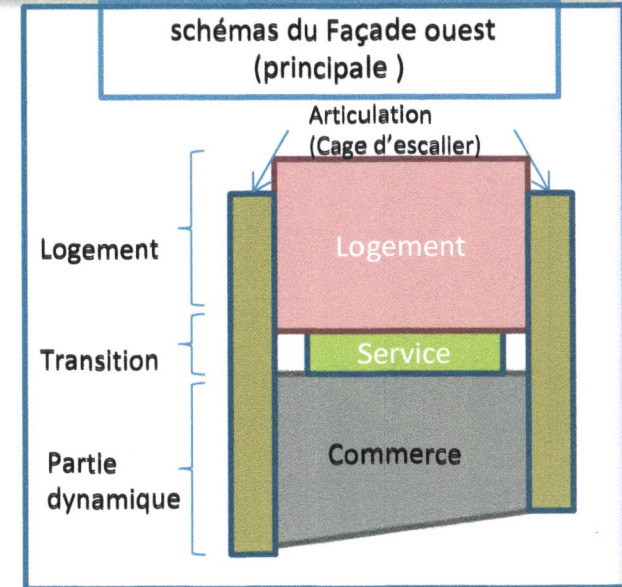 schémas du Façade ouest
(principale )
Articulation
(Cage d'escalier)
Logement
Logement
Transition
Service
Partie
dynamique
Commerce